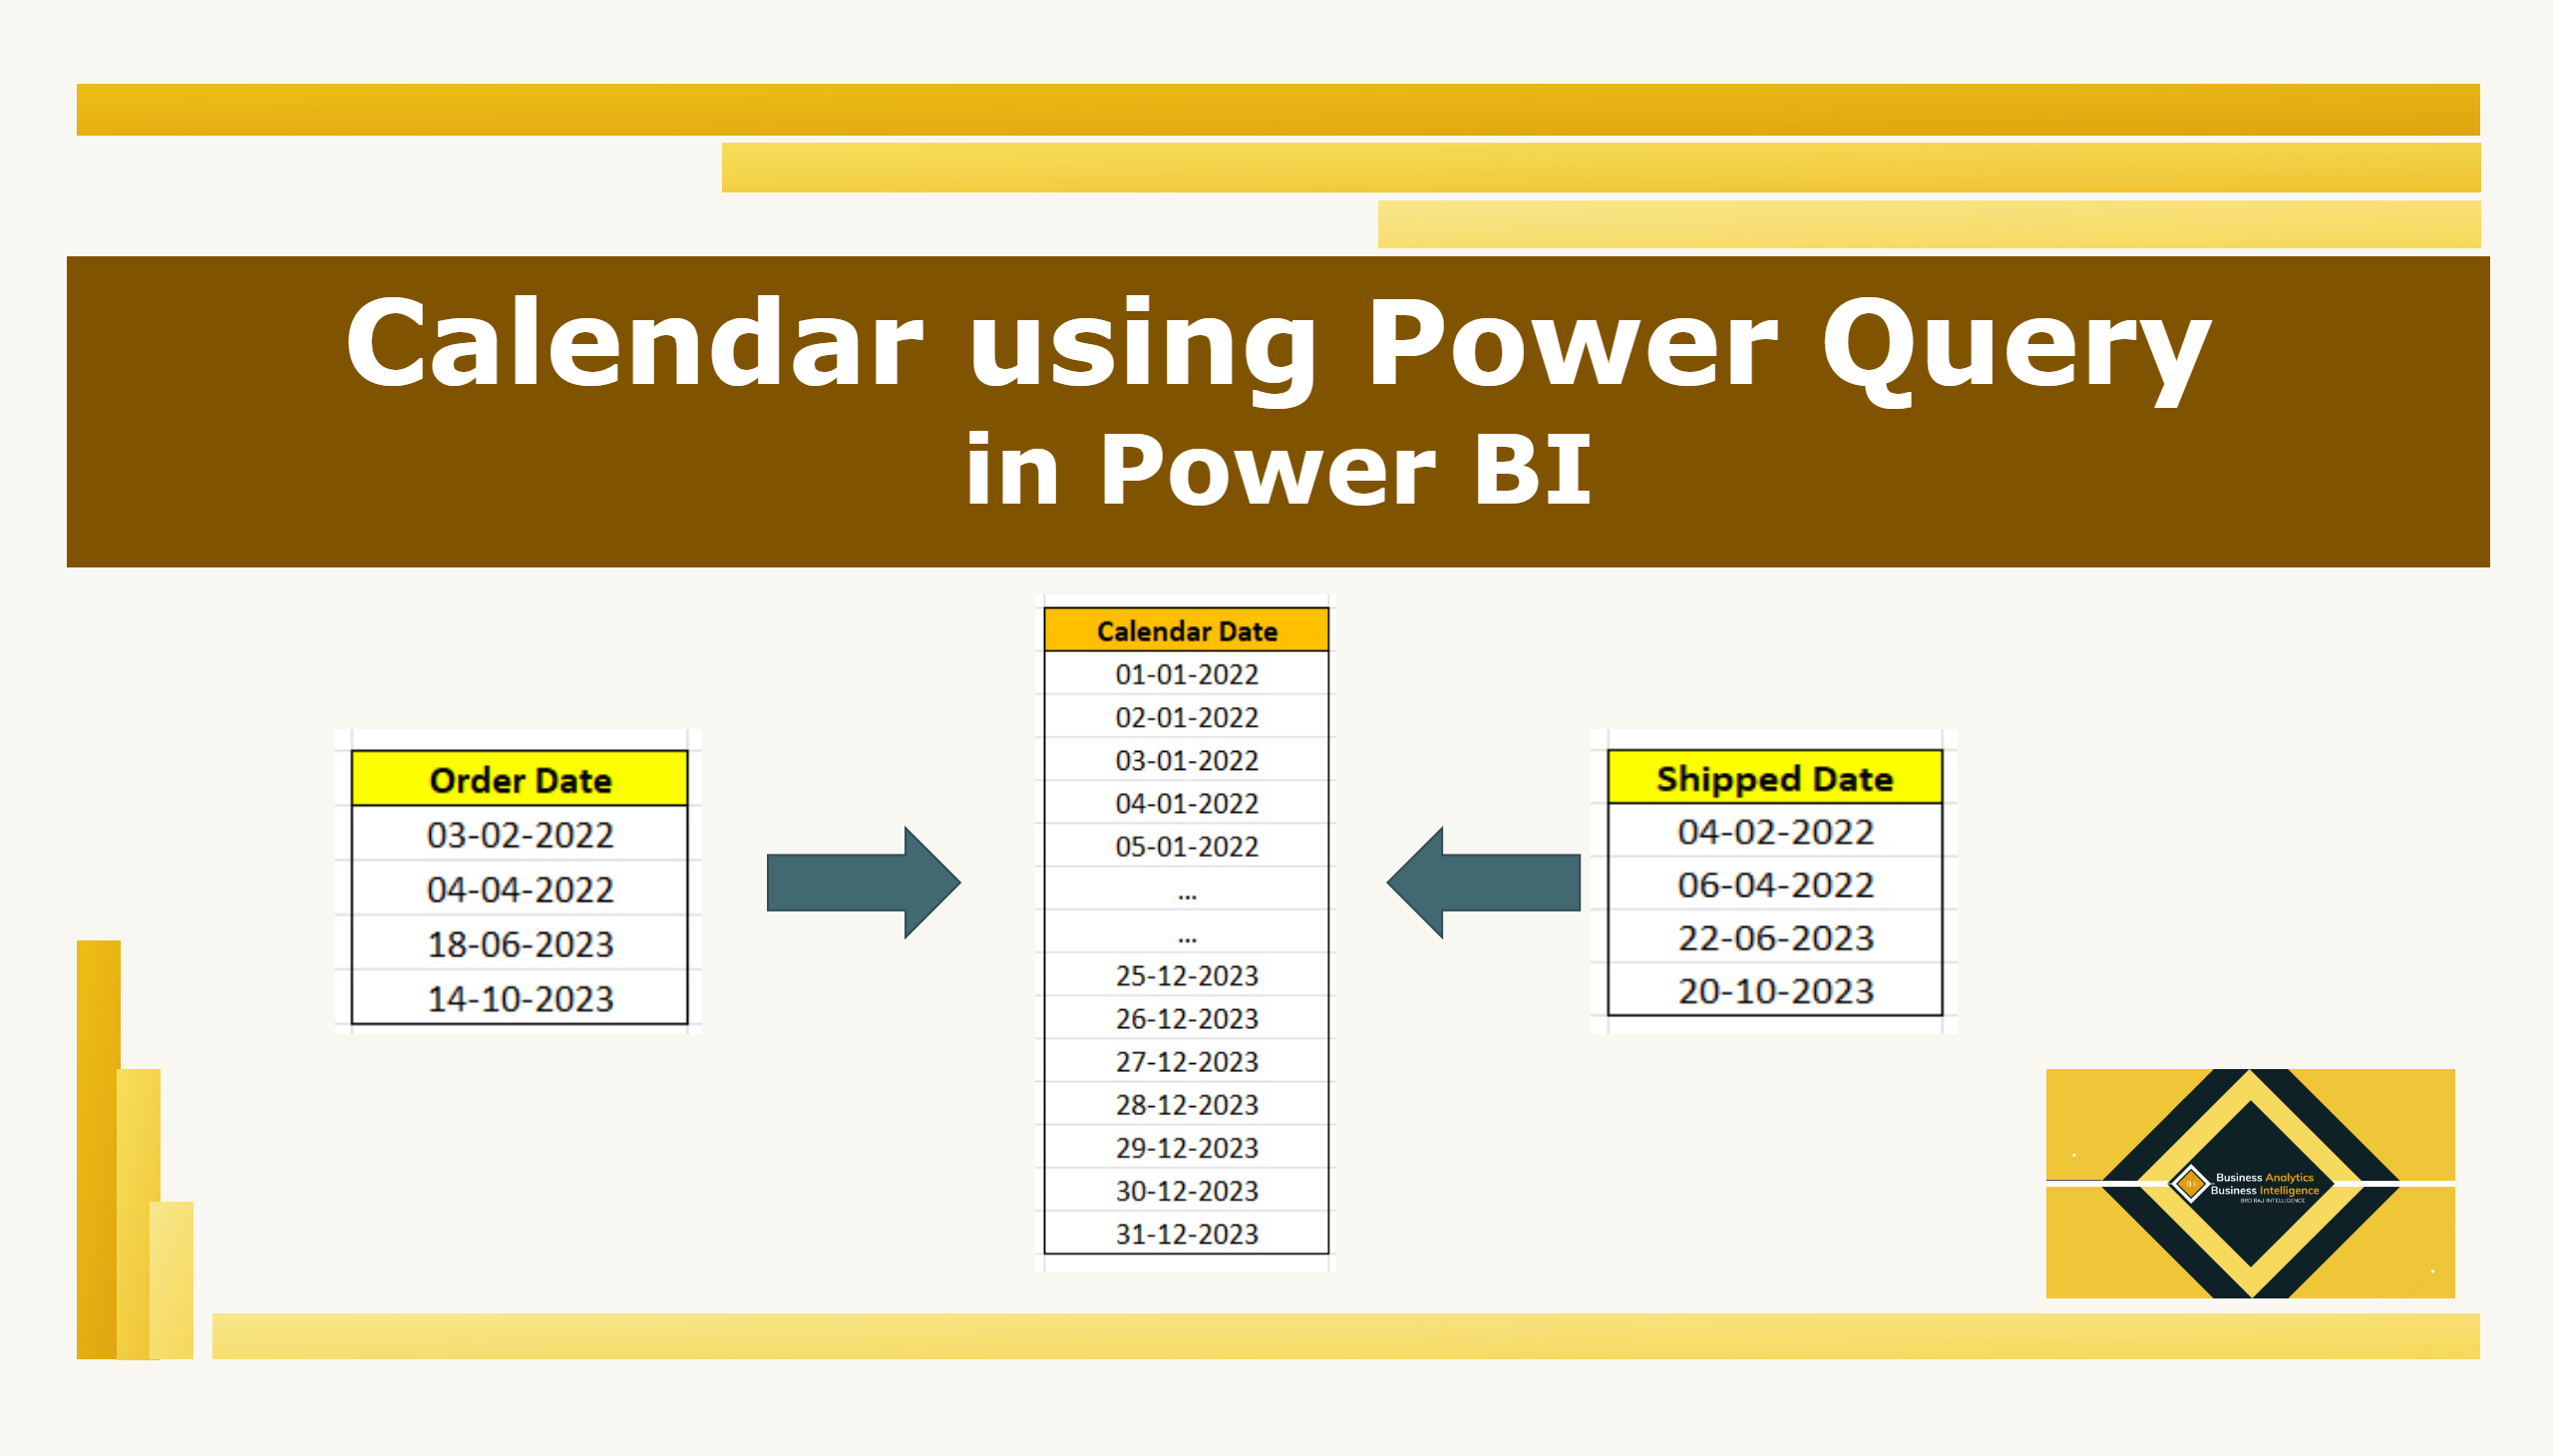 Calendar using Power Query
in Power BI
Order Date
03-02-2022
04-04-2022
18-06-2023
14-10-2023
Calendar Date
01-01-2022
02-01-2022
03-01-2022
04-01-2022
05-01-2022
...
...
25-12-2023
26-12-2023
27-12-2023
28-12-2023
29-12-2023
30-12-2023
31-12-2023
Shipped Date
04-02-2022
06-04-2022
22-06-2023
20-10-2023
Business Analytics
Business Intelligence
BRO RAJ INTELLIGENCE